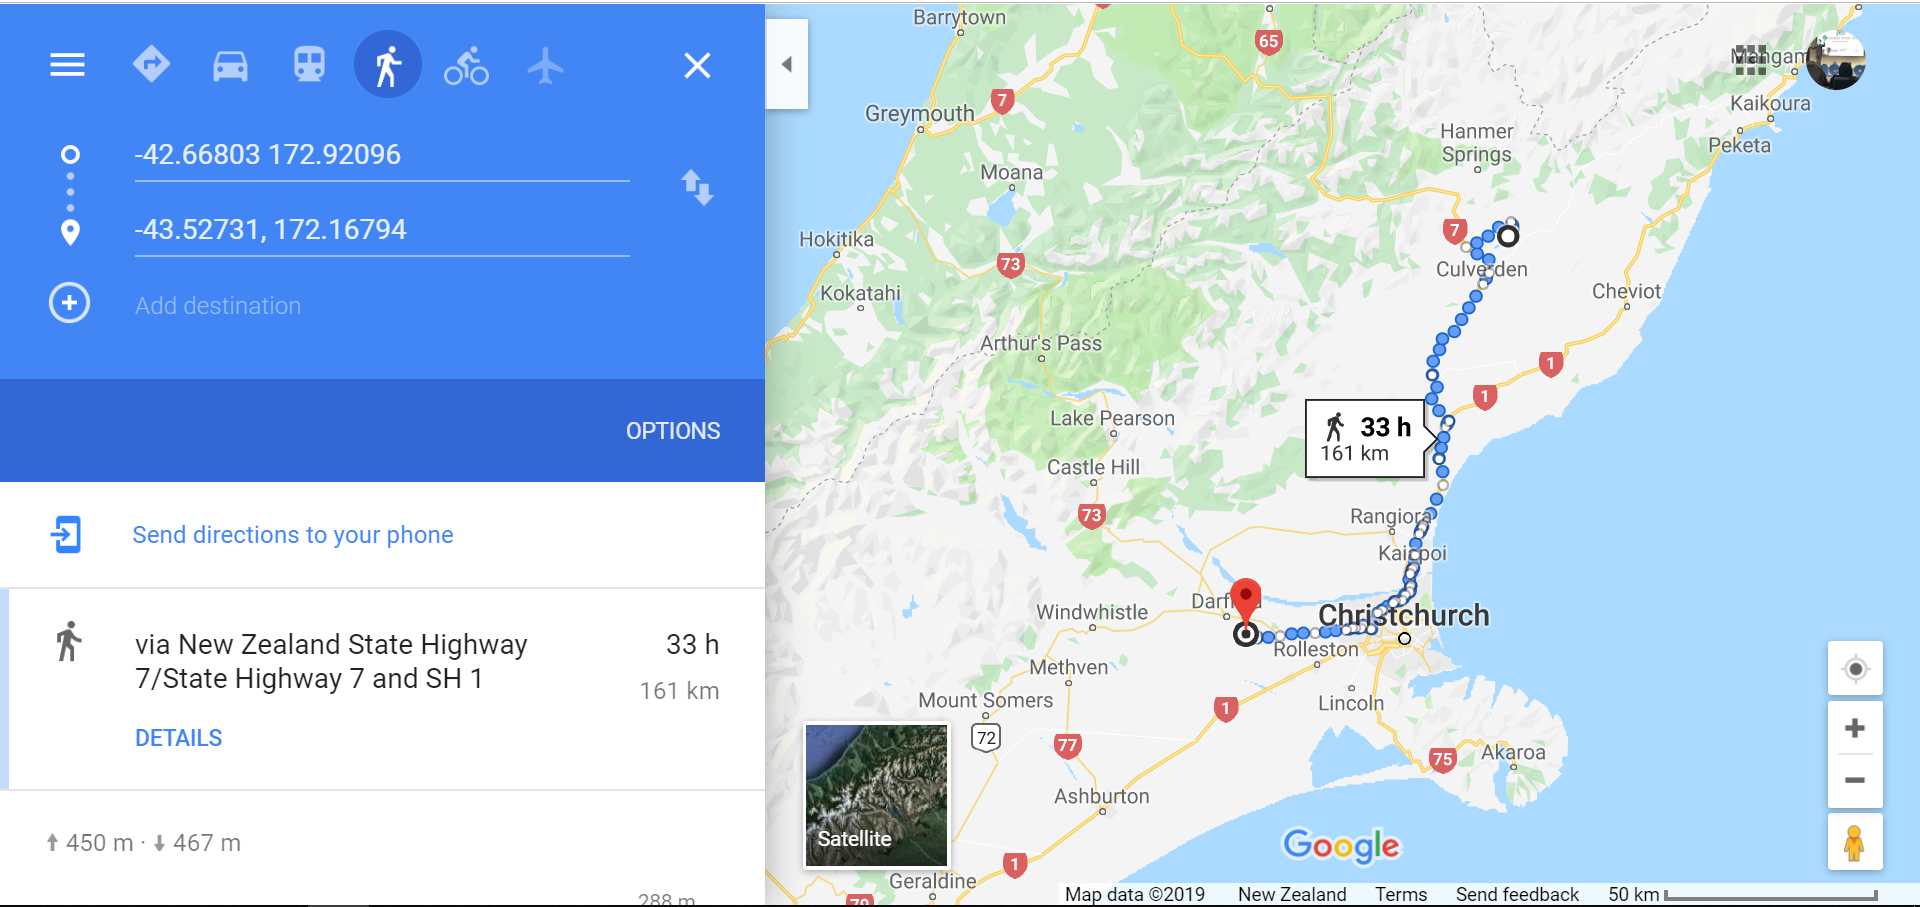 -42.66803 172.92096
-43.52731, 172.16794
Add destination
OPTIONS
Send directions to your phone
via New Zealand State Highway
7/State Highway 7 and SH 1
33 h
161 km
DETAILS
450 m · 467 m
288 m
Barrytown
65
Mangam
Kaikoura
Peketa
7
Greymouth
Hanmer
Springs
Moana
7
Hokitika
73
Culverden
Kokatahi
Cheviot
Arthur's Pass
1
1
Lake Pearson
33 h
161 km
Castle Hill
73
Rangiora
Kaiapoi
Windwhistle
Darfield
Christchurch
Rolleston
Methven
Mount Somers
1
Lincoln
72
77
75
Akaroa
Ashburton
Satellite
Google
1
Geraldine
79
Map data ©2019
New Zealand
Terms
Send feedback
50 km